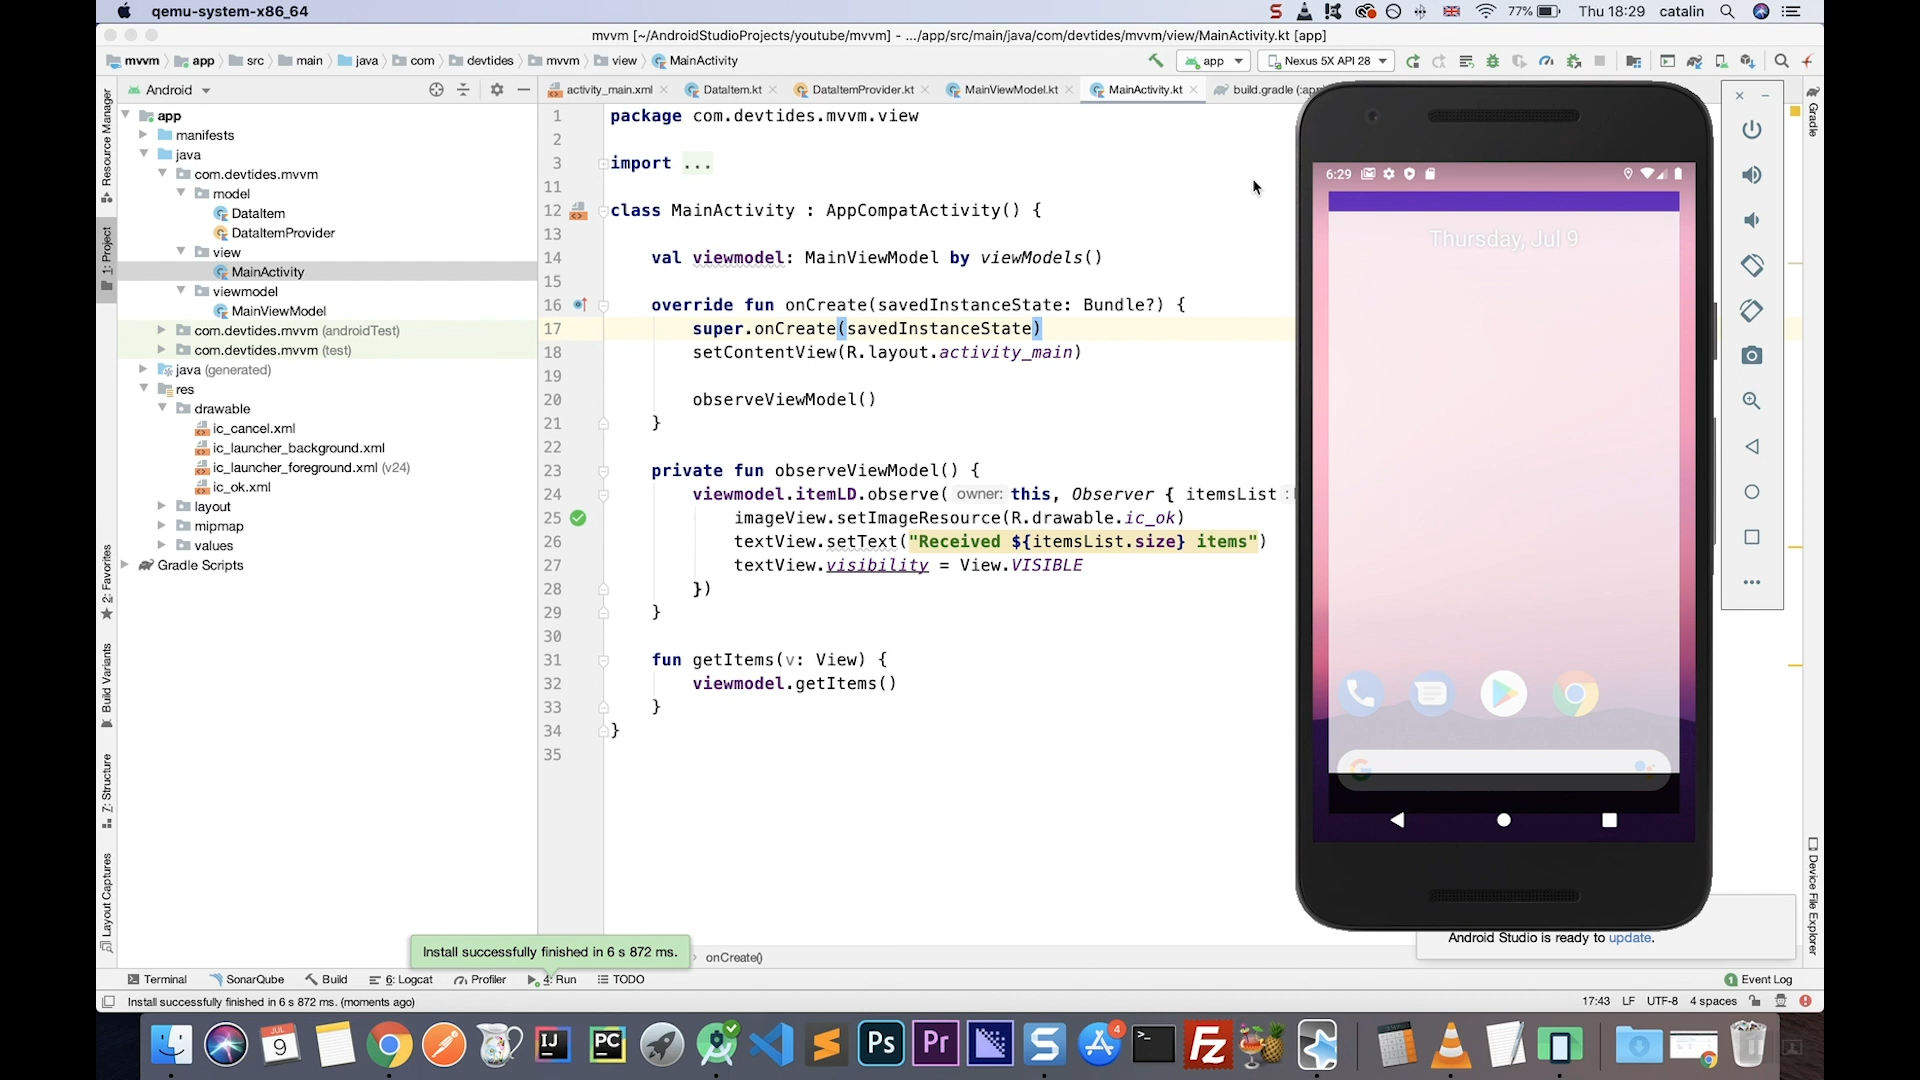 qemu-system-x86_64
77%
Thu 18:29
catalin
mvvm [~/AndroidStudioProjects/youtube/mvvm] - .../app/src/main/java/com/devtides/mvvm/view/MainActivity.kt [app]
mvvm
app
src
main
java
com
devtides
mvvm
view
MainActivity
app
Nexus 5X API 28
Android
activity_main.xml
DataItem.kt
DataItemProvider.kt
MainViewModel.kt
MainActivity.kt
build.gradle (:app)
Resource Manager
1: Project
2: Favorites
Build Variants
7: Structure
Layout Captures
Gradle
Device File Explorer
app
manifests
java
com.devtides.mvvm
model
DataItem
DataItemProvider
view
MainActivity
viewmodel
MainViewModel
com.devtides.mvvm (androidTest)
com.devtides.mvvm (test)
java (generated)
res
drawable
ic_cancel.xml
ic_launcher_background.xml
ic_launcher_foreground.xml (v24)
ic_ok.xml
layout
mipmap
values
Gradle Scripts
1 package com.devtides.mvvm.view
2
3 import ...
11
12 class MainActivity : AppCompatActivity() {
13
14 val viewmodel: MainViewModel by viewModels()
15
16 override fun onCreate(savedInstanceState: Bundle?) {
17 super.onCreate(savedInstanceState)
18 setContentView(R.layout.activity_main)
19
20 observeViewModel()
21 }
22
23 private fun observeViewModel() {
24 viewmodel.itemLD.observe( owner: this, Observer { itemsList :
25 imageView.setImageResource(R.drawable.ic_ok)
26 textView.setText("Received ${itemsList.size} items")
27 textView.visibility = View.VISIBLE
28 })
29 }
30
31 fun getItems(v: View) {
32 viewmodel.getItems()
33 }
34 }
35
6:29
Thursday, Jul 9
Android Studio is ready to update.
Install successfully finished in 6 s 872 ms.
onCreate()
Terminal
SonarQube
Build
6: Logcat
Profiler
4: Run
TODO
1 Event Log
Install successfully finished in 6 s 872 ms. (moments ago)
17:43
LF
UTF-8
4 spaces
JUL
9
IJ
PC
Ps
Pr
S
4
Fz